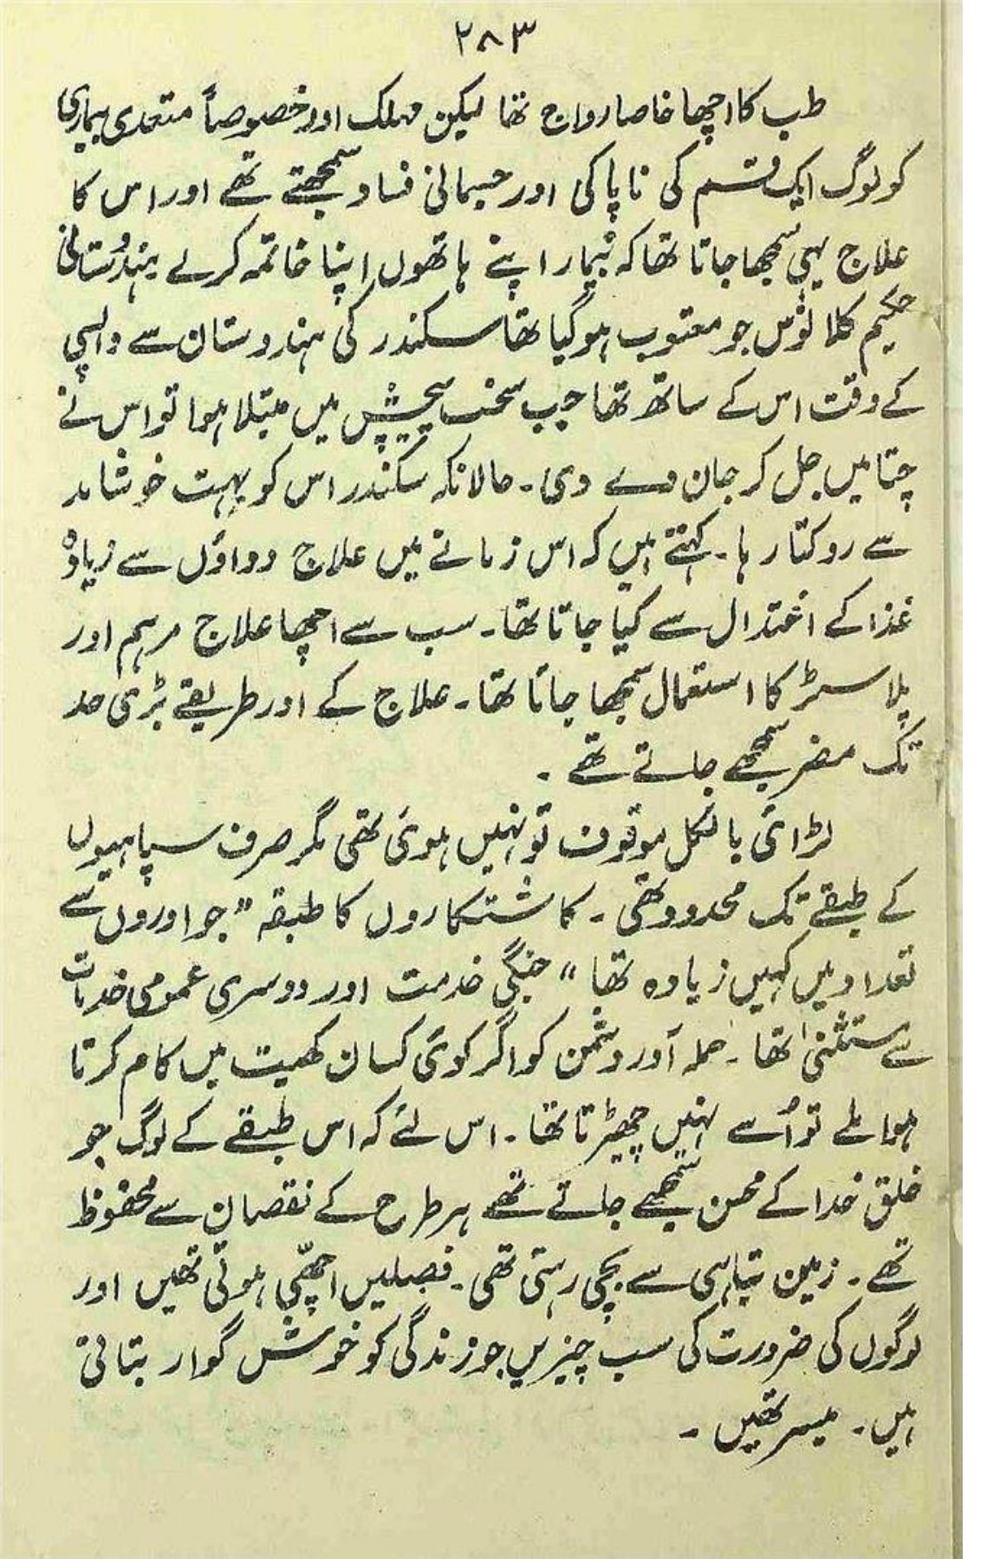 ۲۸۳
طب کا اچھا خاصا رواج تھا لیکن مہلک اور خصوصاً متعدی بیماری
کو لوگ ایک قسم کی ناپاکی اور جسمانی فساد سمجھتے تھے اور اس کا
علاج یہی سمجھا جاتا تھا کہ بیمار اپنے ہاتھوں اپنا خاتمہ کرلے ہندوستانی
حکیم کلانوس جو معتوب ہوگیا تھا سکندر کی ہندوستان سے واپسی
کے وقت اس کے ساتھ تھا جب سخت پیچش میں مبتلا ہوا تو اس نے
چتا میں جل کر جان دے دی۔ حالانکہ سکندر اس کو بہت خوشامد
سے روکتا رہا۔ کہتے ہیں کہ اس زمانے میں علاج دواؤں سے زیادہ
غذا کے اعتدال سے کیا جاتا تھا۔ سب سے اچھا علاج مرہم اور
پلاسٹر کا استعمال سمجھا جاتا تھا۔ علاج کے اور طریقے بڑی حد
تک مضر سمجھے جاتے تھے۔
لڑائی بالکل موقوف تو نہیں ہوئی تھی مگر صرف سپاہیوں
کے طبقے تک محدود تھی۔ کاشتکاروں کا طبقہ "جو اوروں سے
تعداد میں کہیں زیادہ تھا" جنگی خدمت اور دوسری عمومی خدمات
سے مستثنیٰ تھا۔ حملہ آور دشمن کو اگر کوئی کسان کھیت میں کام کرتا
ہوا ملے تو اُسے نہیں چھیڑتا تھا۔ اس لئے کہ اس طبقے کے لوگ جو
خلق خدا کے محسن سمجھے جاتے تھے ہر طرح کے نقصان سے محفوظ
تھے۔ زمین تباہی سے بچی رہتی تھی۔ فصلیں اچھّی ہوتی تھیں اور
لوگوں کی ضرورت کی سب چیزیں جو زندگی کو خوش گوار بناتی
ہیں۔ میسر تھیں۔